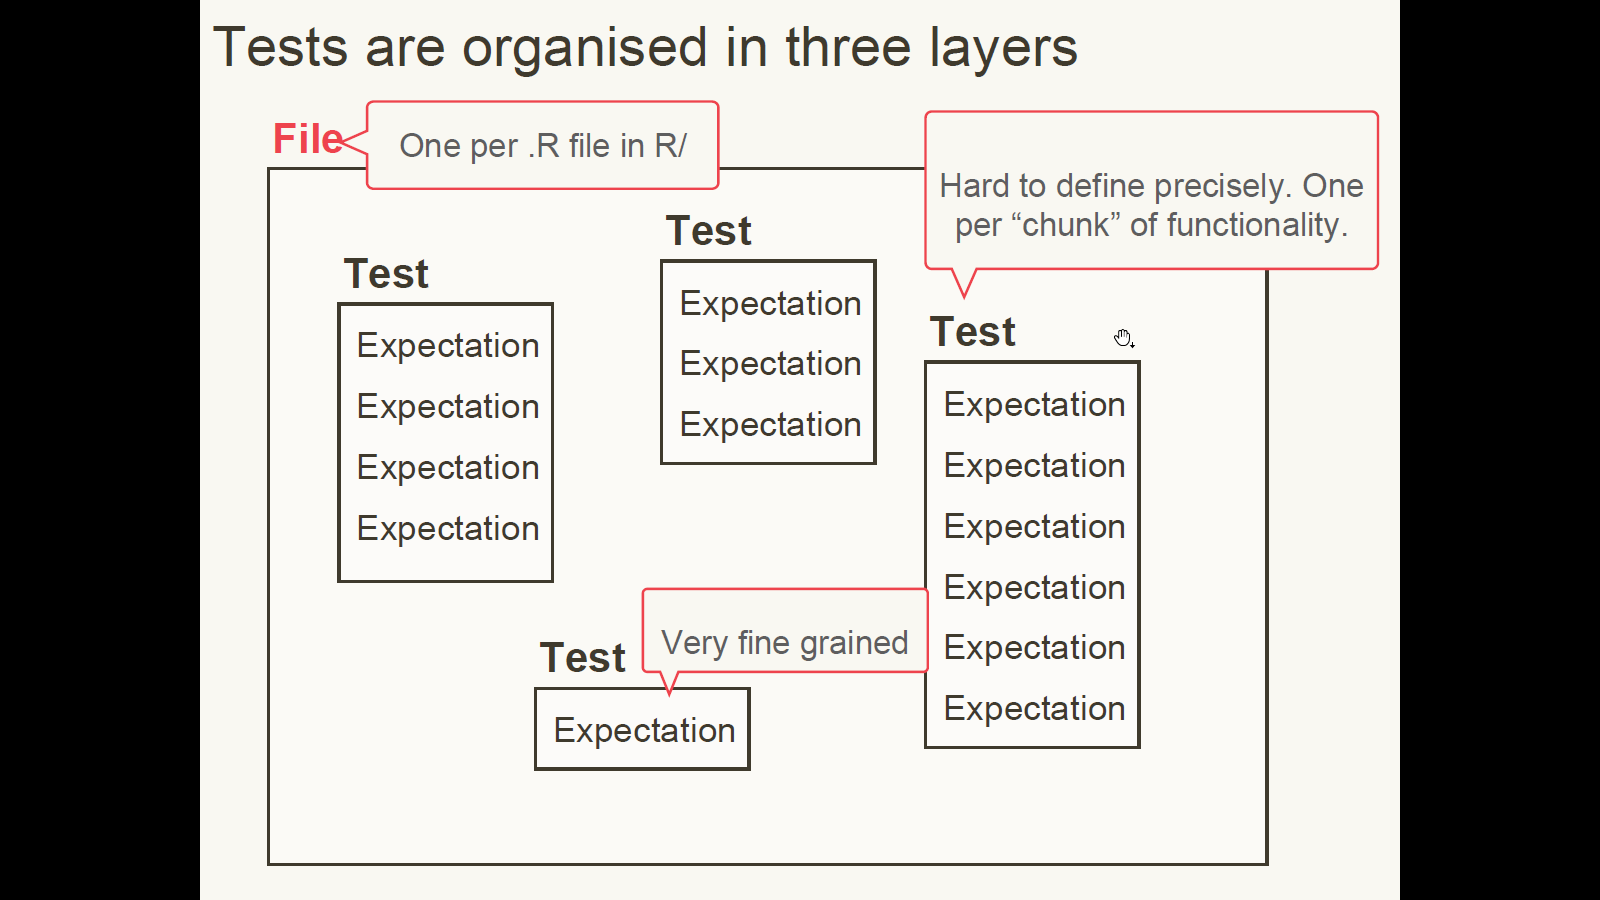 Tests are organised in three layers
File
One per .R file in R/
Hard to define precisely. One
per “chunk” of functionality.
Test
Expectation
Expectation
Expectation
Expectation
Test
Expectation
Expectation
Expectation
Test
Expectation
Expectation
Expectation
Expectation
Expectation
Expectation
Test
Very fine grained
Expectation